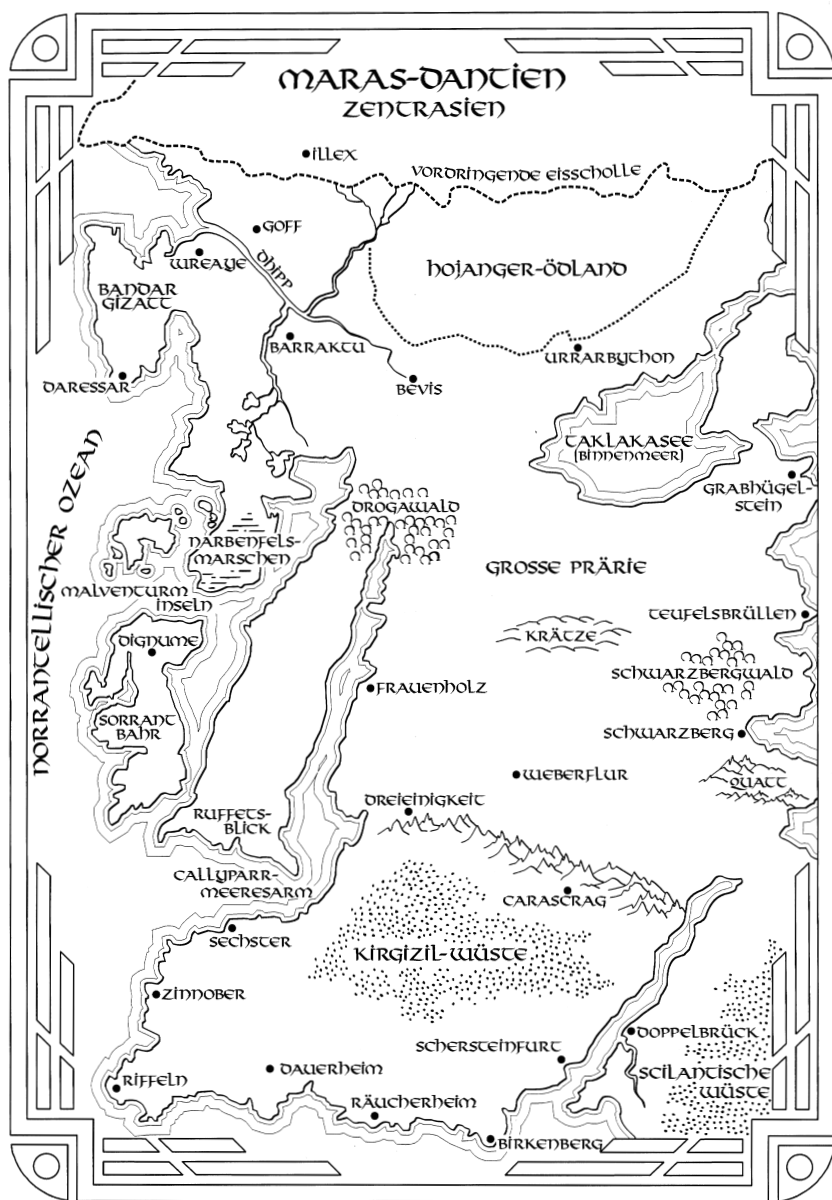 MARAS-DANTIEN
ZENTRASIEN
ILLEX
VORDRINGENDE EISSCHOLLE
GOFF
WREAYE
DHIPP
HOJANGER-ÖDLAND
BANDAR
GIZATT
BARRAKTU
URRARBYTHON
DARESSAR
BEVIS
TAKLAKASEE
(BINNENMEER)
NORRANTELLISCHER OZEAN
GRABHÜGEL-
STEIN
DROGAWALD
NARBENFELS-
MARSCHEN
GROSSE PRÄRIE
MALVENTURM
INSELN
TEUFELSBRÜLLEN
KRÄTZE
DIGNUME
SCHWARZBERGWALD
FRAUENHOLZ
SORRANT
BAHR
SCHWARZBERG
WEBERFLUR
QUATT
DREIEINIGKEIT
RUFFETS-
BLICK
CALLYPARR-
MEERESARM
CARASCRAG
SECHSTER
KIRGIZIL-WÜSTE
ZINNOBER
DOPPELBRÜCK
SCHERSTEINFURT
DAUERHEIM
SCILANTISCHE
WÜSTE
RIFFELN
RÄUCHERHEIM
BIRKENBERG